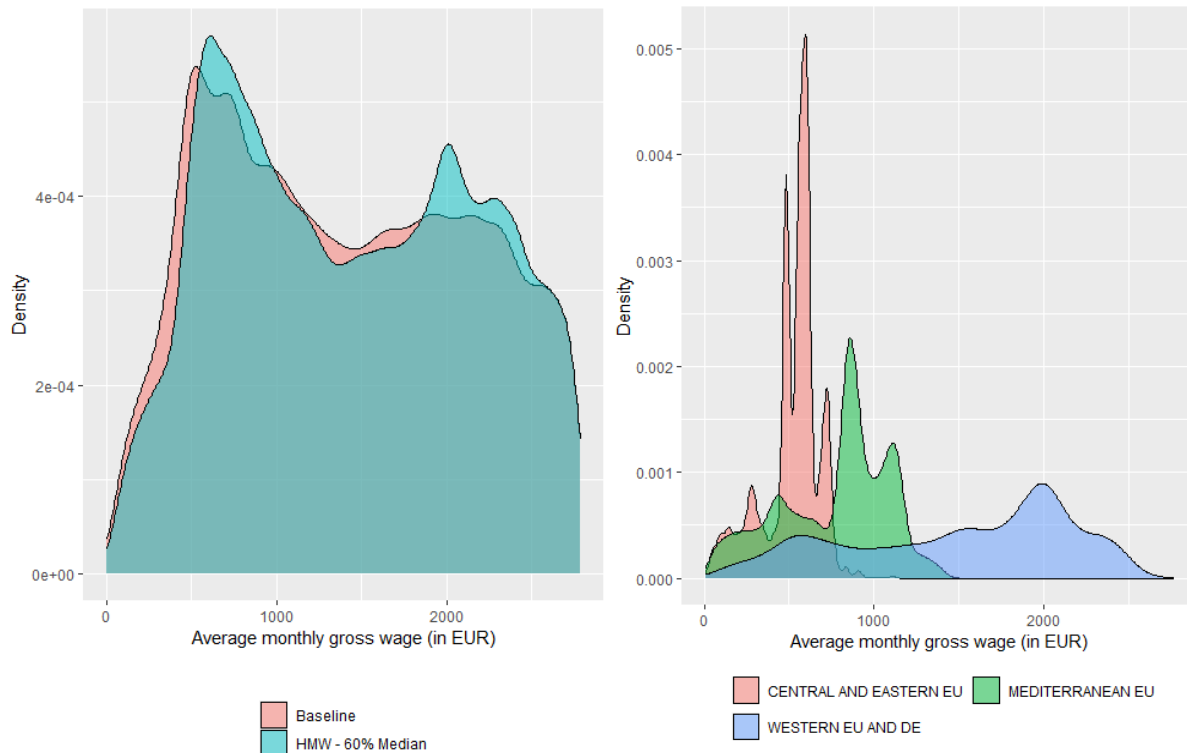 Density
4e-04
2e-04
0e+00
0
1000
2000
Average monthly gross wage (in EUR)
Baseline
HMW - 60% Median
Density
0.005
0.004
0.003
0.002
0.001
0.000
0
1000
2000
Average monthly gross wage (in EUR)
CENTRAL AND EASTERN EU
MEDITERRANEAN EU
WESTERN EU AND DE